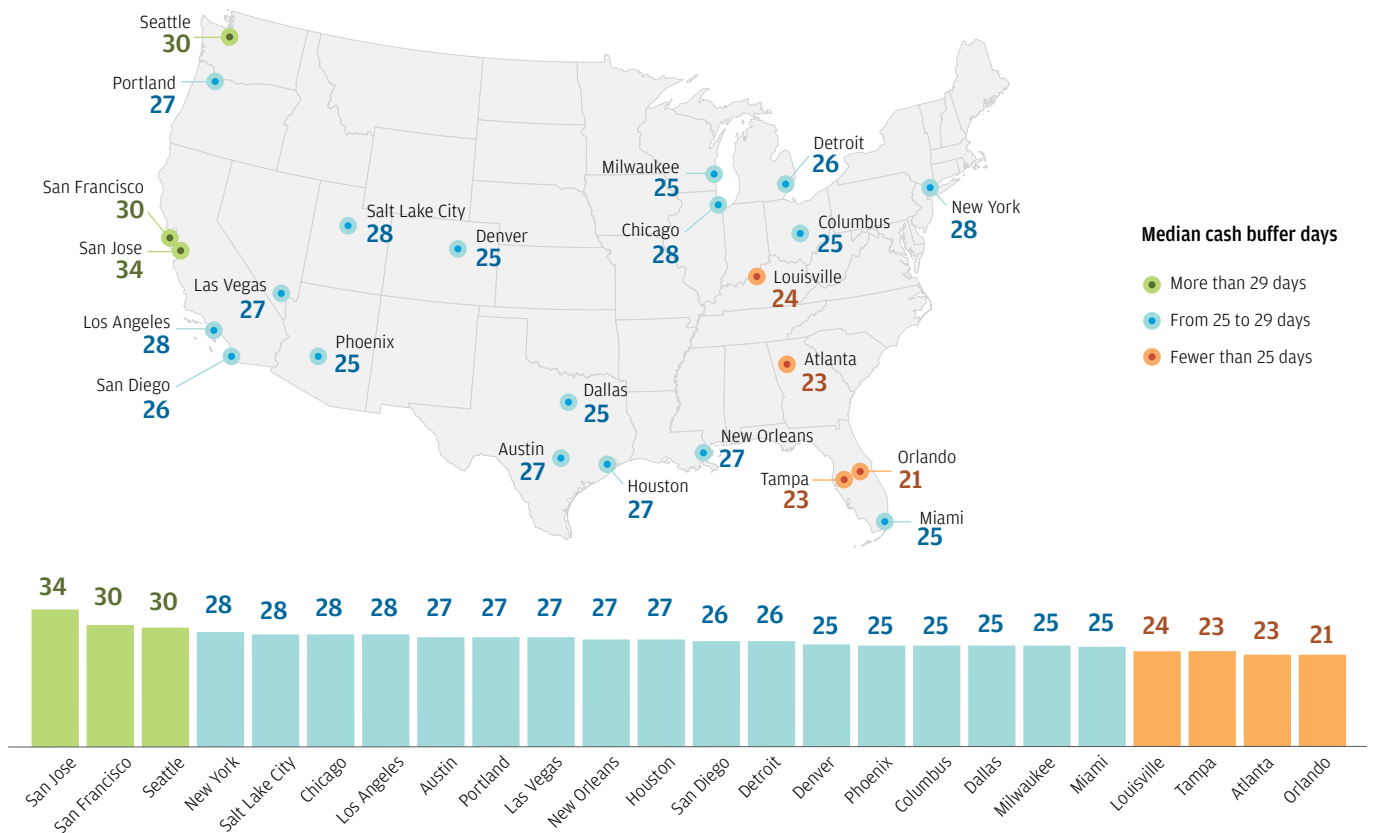 Seattle
30
Portland
27
San Francisco
30
San Jose
34
Las Vegas
27
Los Angeles
28
San Diego
26
Salt Lake City
28
Denver
25
Phoenix
25
Milwaukee
25
Chicago
28
Detroit
26
Columbus
25
Louisville
24
New York
28
Atlanta
23
Dallas
25
Austin
27
Houston
27
New Orleans
27
Tampa
23
Orlando
21
Miami
25
Median cash buffer days
More than 29 days
From 25 to 29 days
Fewer than 25 days
34 30 30 28 28 28 28 27 27 27 27 27 26 26 25 25 25 25 25 25 24 23 23 21
San Jose
San Francisco
Seattle
New York
Salt Lake City
Chicago
Los Angeles
Austin
Portland
Las Vegas
New Orleans
Houston
San Diego
Detroit
Denver
Phoenix
Columbus
Dallas
Milwaukee
Miami
Louisville
Tampa
Atlanta
Orlando